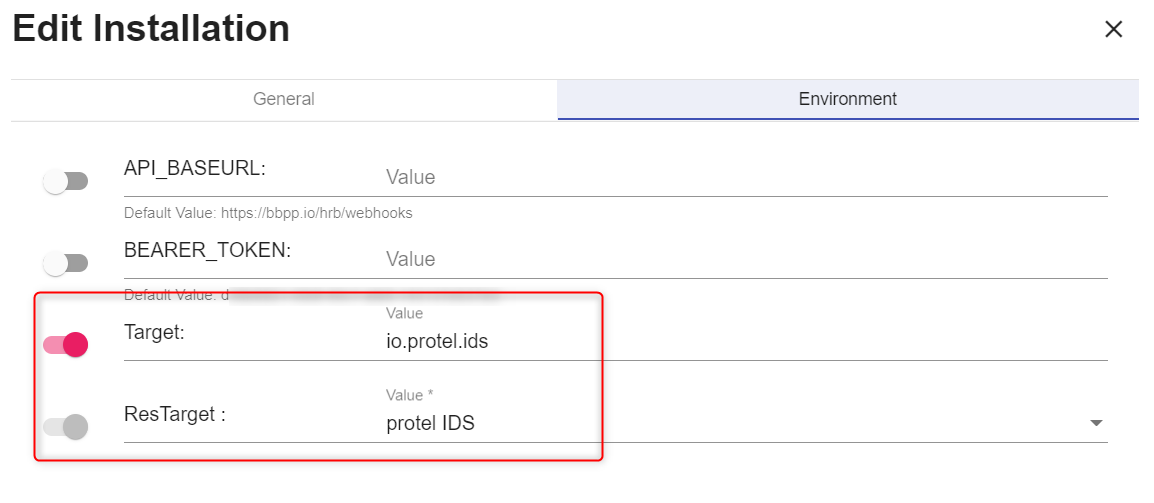 Edit Installation
General
Environment
API_BASEURL:
Value
Default Value: https://bbpp.io/hrb/webhooks
BEARER_TOKEN:
Value
Default Value: d
Value
Target:
io.protel.ids
Value *
ResTarget :
protel IDS